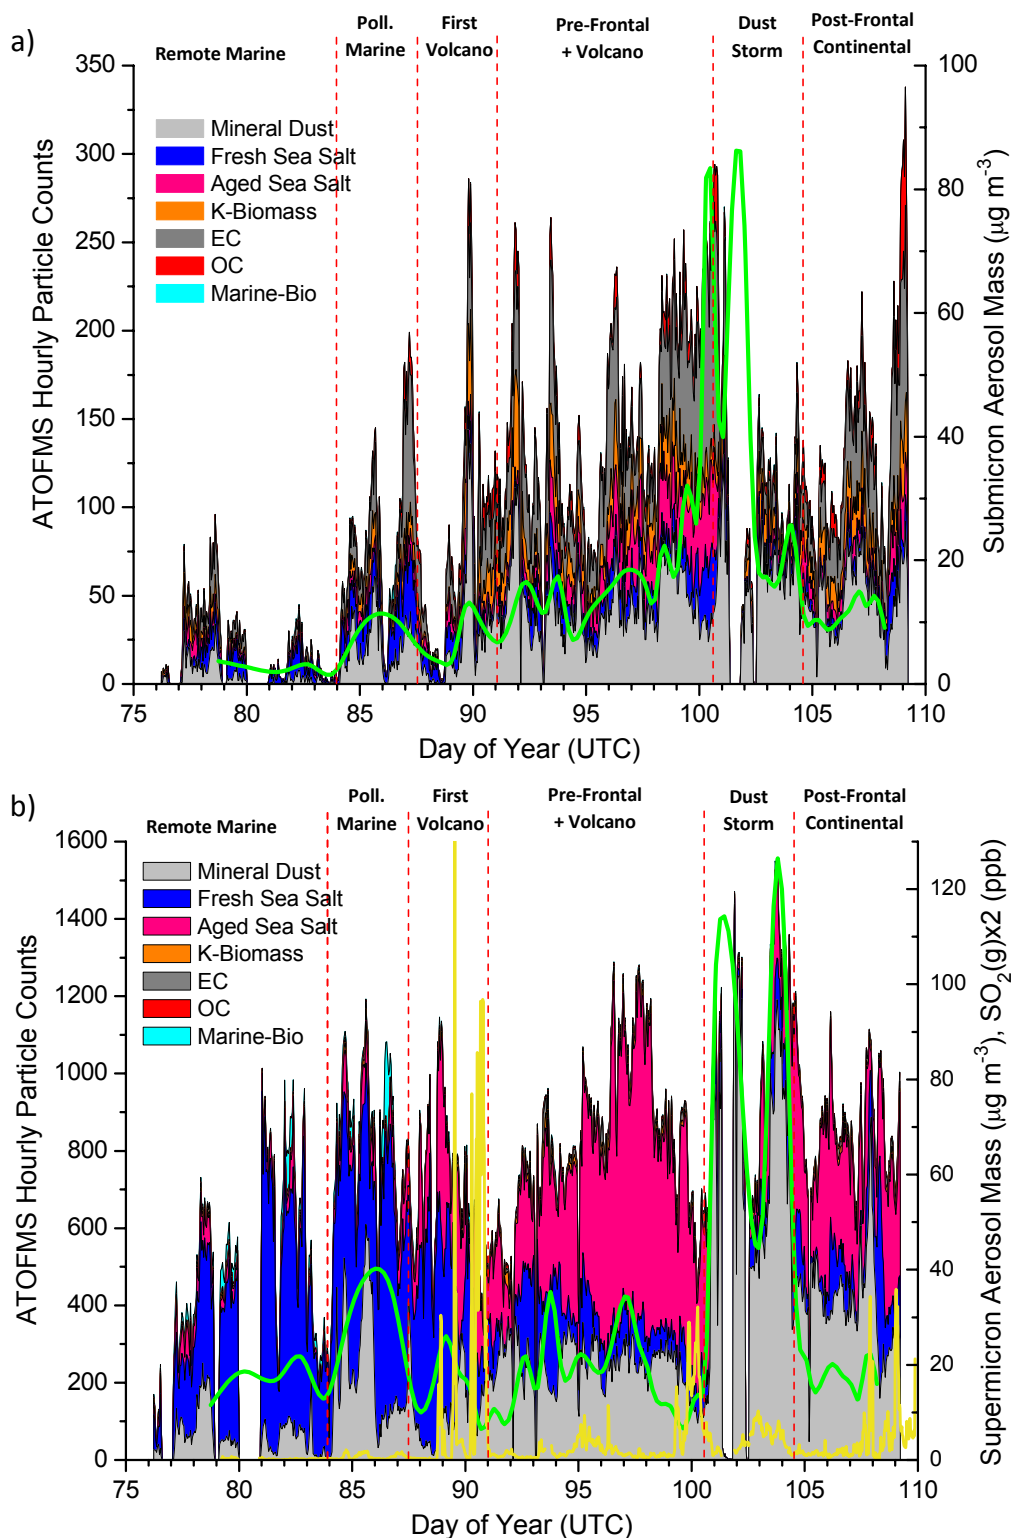 a)
Remote Marine
Poll.
Marine
First
Volcano
Pre-Frontal
+ Volcano
Dust
Storm
Post-Frontal
Continental
350
300
250
200
150
100
50
0
ATOFMS Hourly Particle Counts
Mineral Dust
Fresh Sea Salt
Aged Sea Salt
K-Biomass
EC
OC
Marine-Bio
100
80
60
40
20
0
Submicron Aerosol Mass (μg m-3)
75 80 85 90 95 100 105 110
Day of Year (UTC)
b)
Remote Marine
Poll.
Marine
First
Volcano
Pre-Frontal
+ Volcano
Dust
Storm
Post-Frontal
Continental
1600
1400
1200
1000
800
600
400
200
0
ATOFMS Hourly Particle Counts
Mineral Dust
Fresh Sea Salt
Aged Sea Salt
K-Biomass
EC
OC
Marine-Bio
120
100
80
60
40
20
0
Supermicron Aerosol Mass (μg m-3), SO2(g)x2 (ppb)
75 80 85 90 95 100 105 110
Day of Year (UTC)